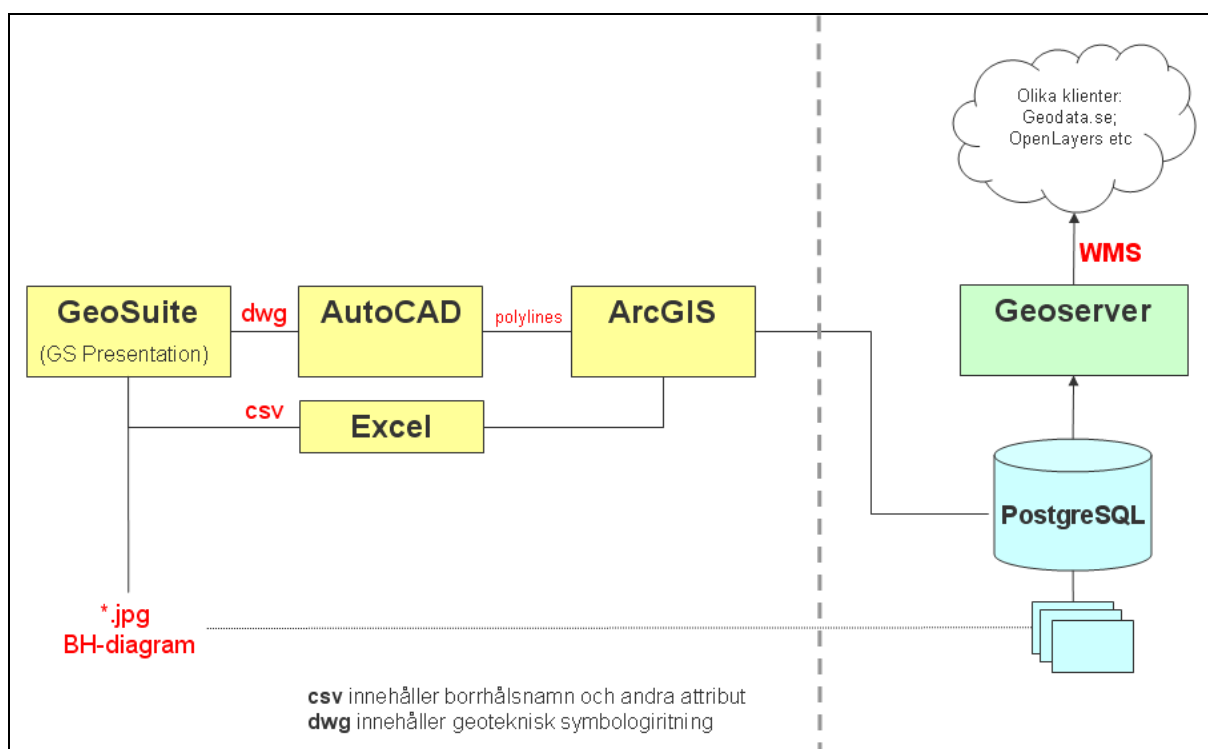 Olika klienter:
Geodata.se;
OpenLayers etc
WMS
GeoSuite
(GS Presentation)
dwg
AutoCAD
polylines
ArcGIS
Geoserver
csv
Excel
PostgreSQL
*.jpg
BH-diagram
csv innehåller borrhålsnamn och andra attribut
dwg innehåller geoteknisk symbologiritning